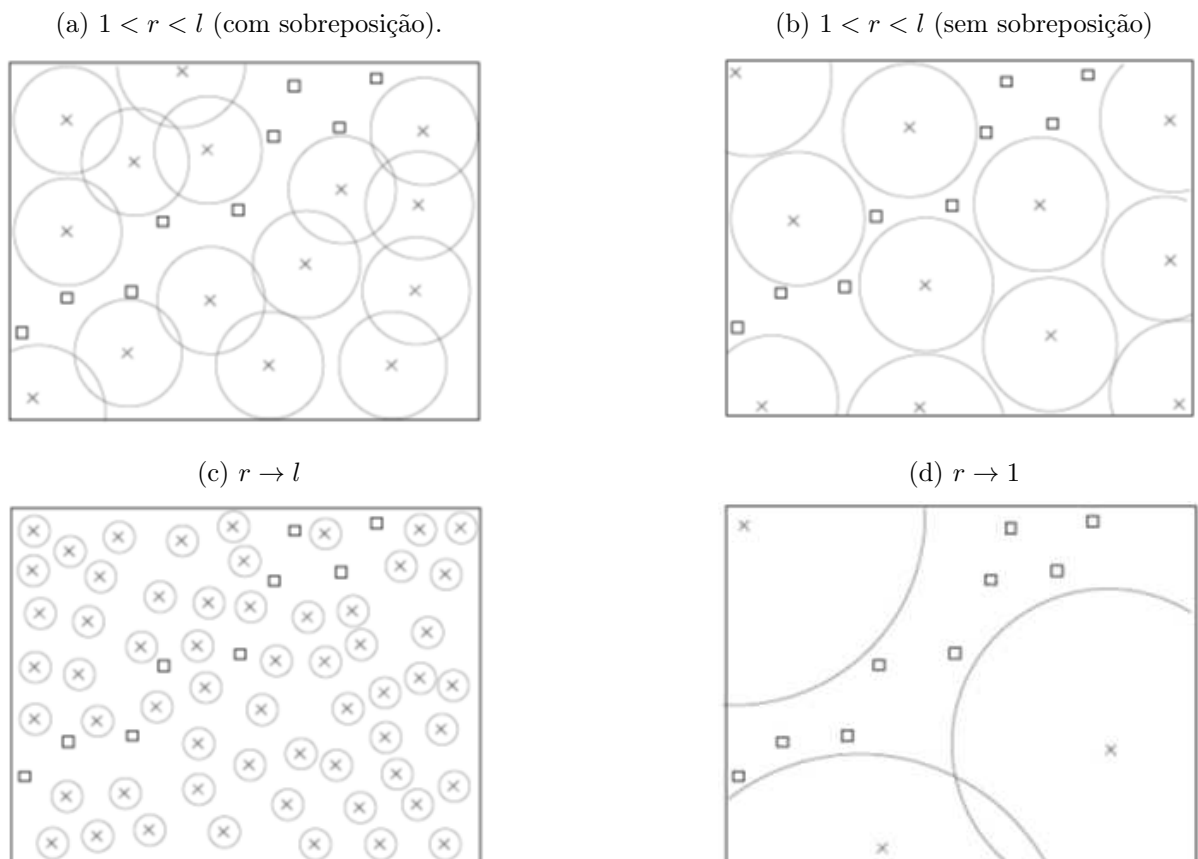 (a) 1 < r < l (com sobreposição).
(b) 1 < r < l (sem sobreposição)
(c) r → l
(d) r → 1